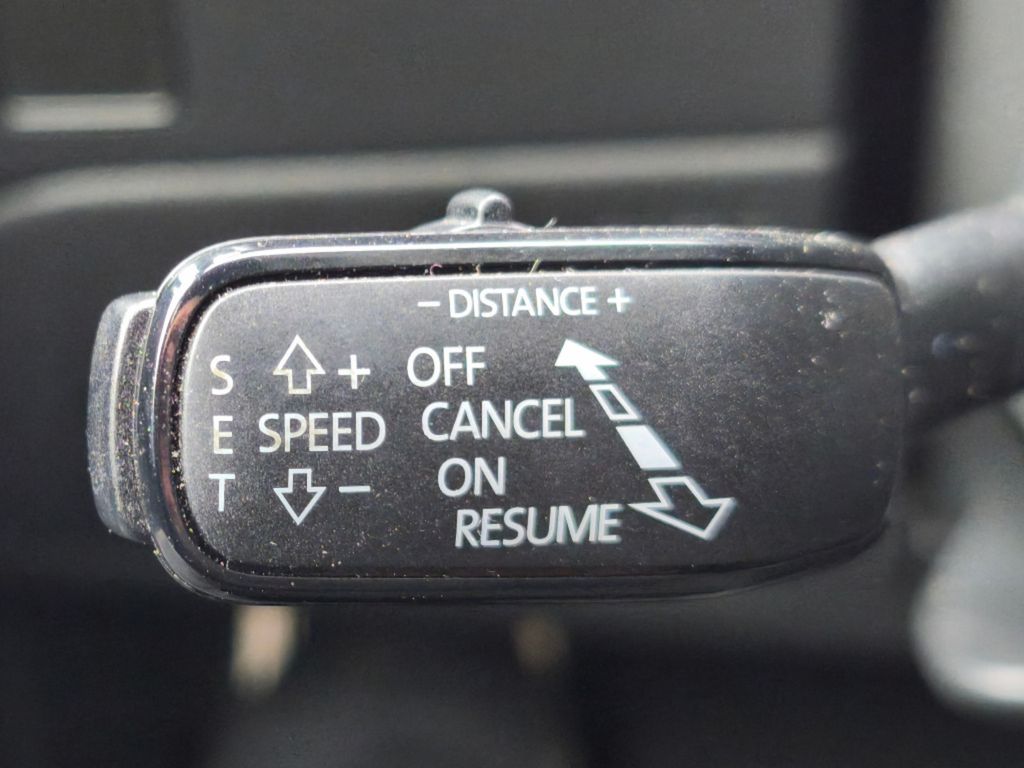 – DISTANCE +
S + OFF
E SPEED CANCEL
T – ON
RESUME